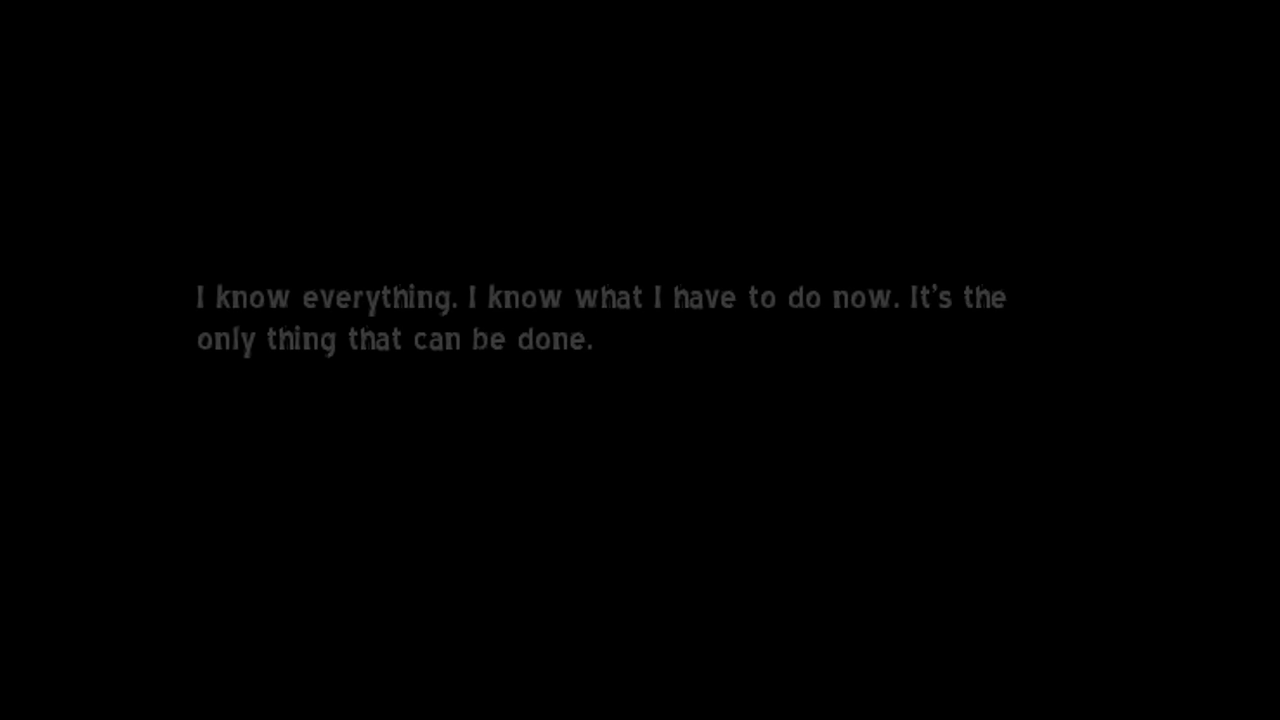 I know everything. I know what I have to do now. It's the
only thing that can be done.